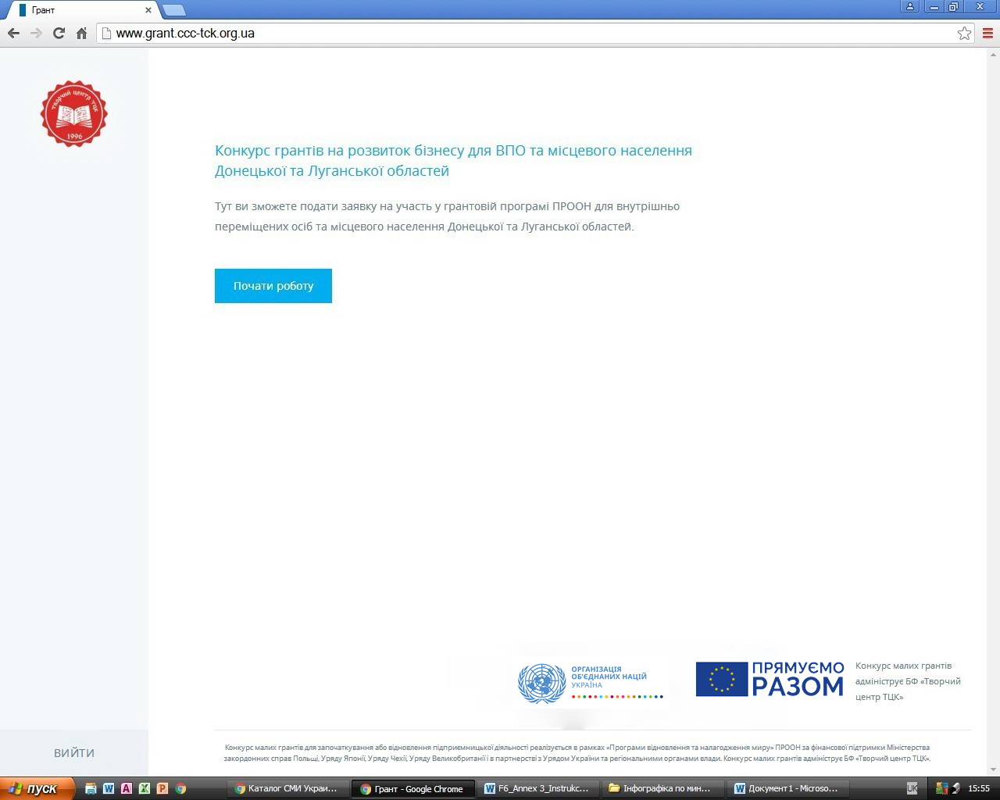 Грант
www.grant.ccc-tck.org.ua
ТВОРЧИЙ ЦЕНТР ТЦК
1996
Конкурс грантів на розвиток бізнесу для ВПО та місцевого населення
Донецької та Луганської областей
Тут ви зможете подати заявку на участь у грантовій програмі ПРООН для внутрішньо
переміщених осіб та місцевого населення Донецької та Луганської областей.
Почати роботу
ОРГАНІЗАЦІЯ
ОБ'ЄДНАНИХ НАЦІЙ
УКРАЇНА
ПРЯМУЄМО
РАЗОМ
Конкурс малих грантів
адмініструє БФ «Творчий
центр ТЦК»
ВИЙТИ
Конкурс малих грантів для започаткування або відновлення підприємницької діяльності реалізується в рамках «Програми відновлення та налагодження миру» ПРООН за фінансової підтримки Міністерства
закордонних справ Польщі, Уряду Японії, Уряду Чехії, Уряду Великобританії і в партнерстві з Урядом України та регіональними органами влади. Конкурс малих грантів адмініструє БФ «Творчий центр ТЦК».
пуск
Каталог СМИ Украи...
Грант - Google Chrome
F6_Annex 3_Instrukc...
Інфографіка по мин...
Документ1 - Microso...
UK
15:55